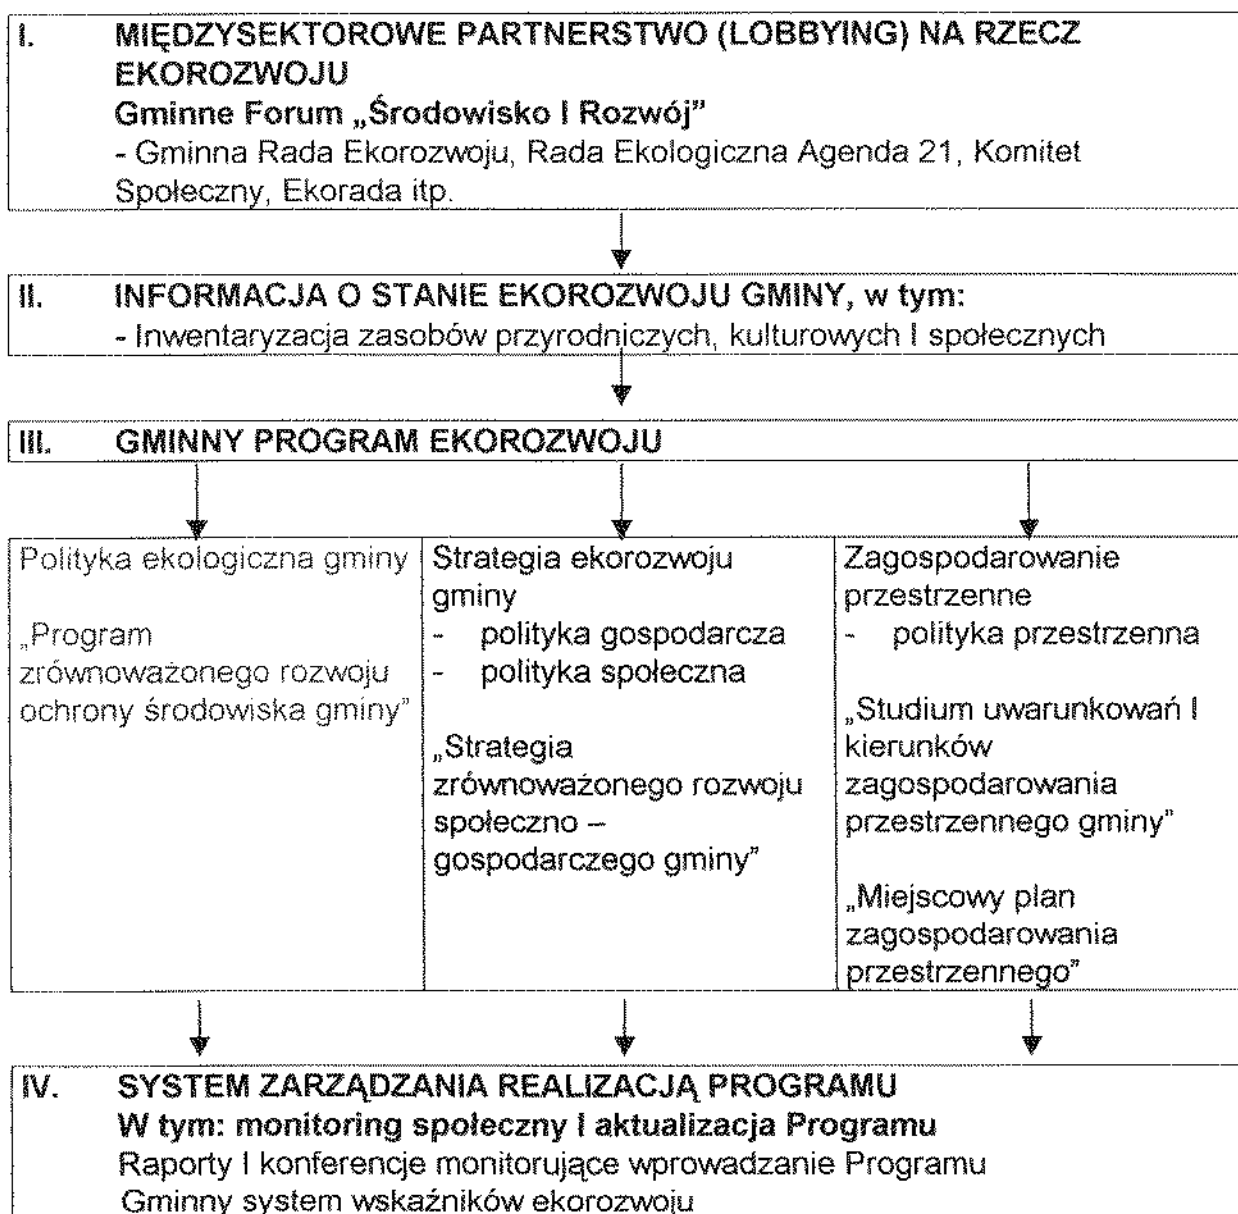 I. MIĘDZYSEKTOROWE PARTNERSTWO (LOBBYING) NA RZECZ
EKOROZWOJU
Gminne Forum „Środowisko I Rozwój”
- Gminna Rada Ekorozwoju, Rada Ekologiczna Agenda 21, Komitet
Społeczny, Ekorada itp.
II. INFORMACJA O STANIE EKOROZWOJU GMINY, w tym:
- Inwentaryzacja zasobów przyrodniczych, kulturowych I społecznych
III. GMINNY PROGRAM EKOROZWOJU
Polityka ekologiczna gminy
„Program
zrównoważonego rozwoju
ochrony środowiska gminy”
Strategia ekorozwoju
gminy
- polityka gospodarcza
- polityka społeczna
„Strategia
zrównoważonego rozwoju
społeczno –
gospodarczego gminy”
Zagospodarowanie
przestrzenne
- polityka przestrzenna
„Studium uwarunkowań I
kierunków
zagospodarowania
przestrzennego gminy”
„Miejscowy plan
zagospodarowania
przestrzennego”
IV. SYSTEM ZARZĄDZANIA REALIZACJĄ PROGRAMU
W tym: monitoring społeczny I aktualizacja Programu
Raporty I konferencje monitorujące wprowadzanie Programu
Gminny system wskaźników ekorozwoju